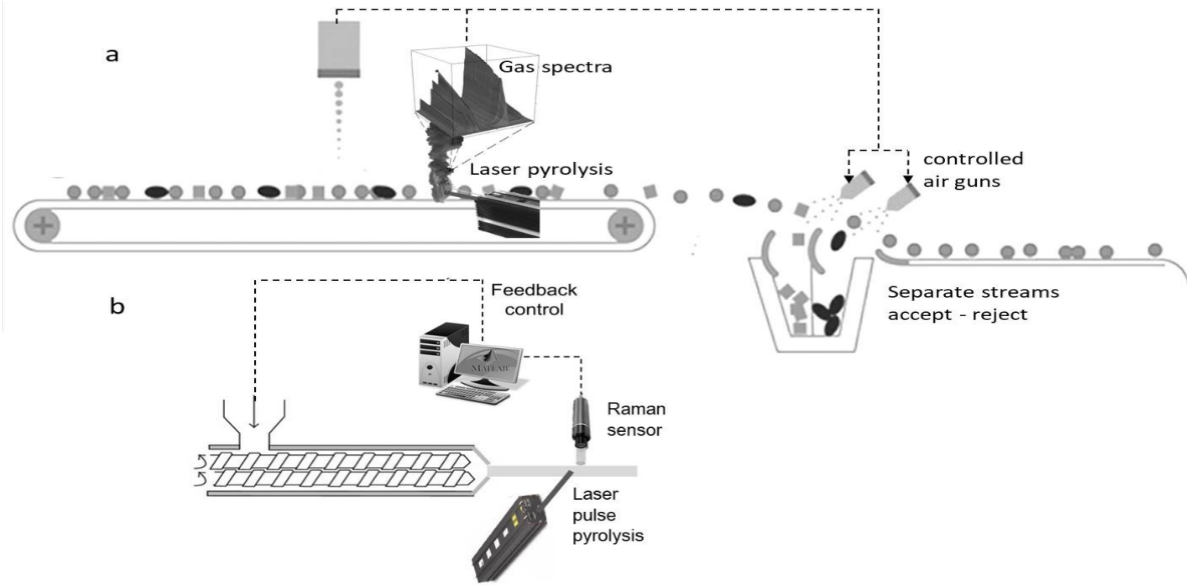 a
Gas spectra
Laser pyrolysis
controlled
air guns
Separate streams
accept - reject
b
Feedback
control
MATLAB
Raman
sensor
Laser
pulse
pyrolysis